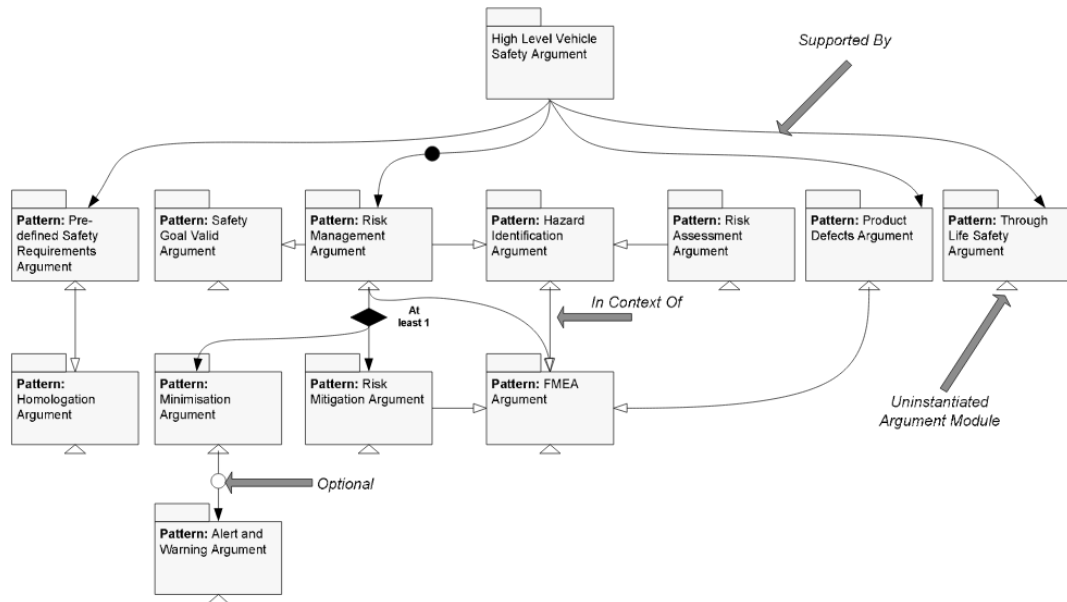 High Level Vehicle
Safety Argument
Supported By
Pattern: Pre-
defined Safety
Requirements
Argument
Pattern: Safety
Goal Valid
Argument
Pattern: Risk
Management
Argument
Pattern: Hazard
Identification
Argument
Pattern: Risk
Assessment
Argument
Pattern: Product
Defects Argument
Pattern: Through
Life Safety
Argument
At
least 1
In Context Of
Pattern:
Homologation
Argument
Pattern:
Minimisation
Argument
Pattern: Risk
Mitigation Argument
Pattern: FMEA
Argument
Uninstantiated
Argument Module
Optional
Pattern: Alert and
Warning Argument